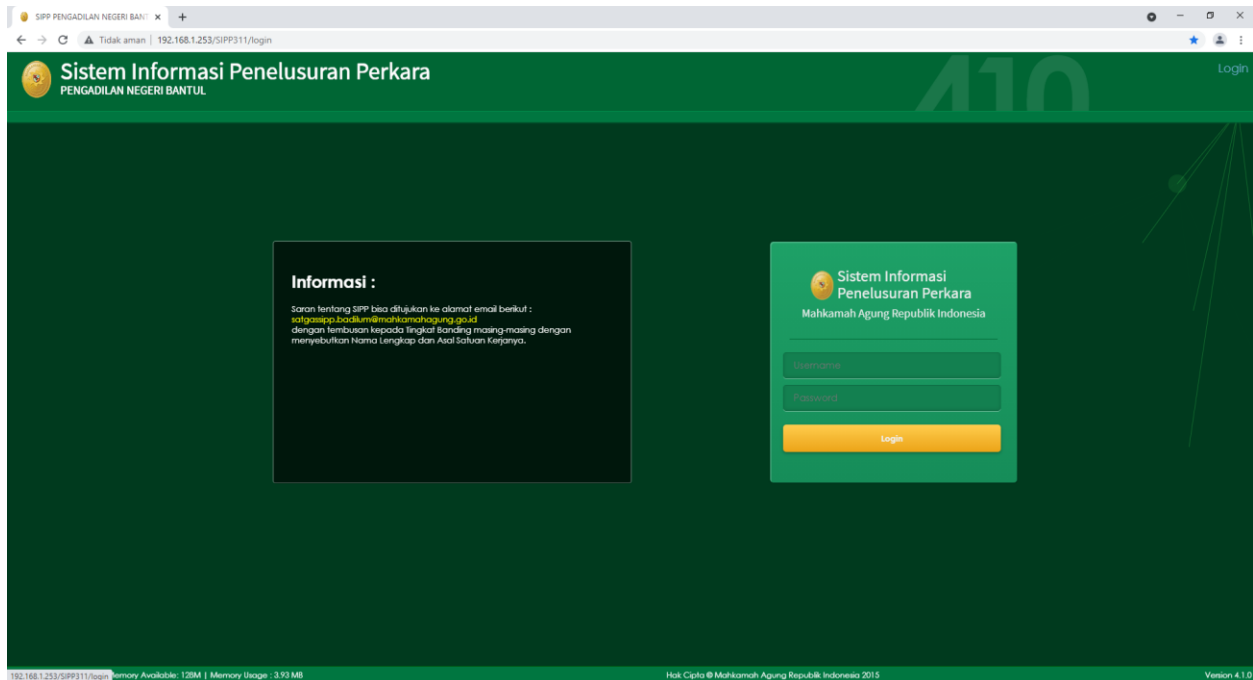 SIPP PENGADILAN NEGERI BANT
Tidak aman | 192.168.1.253/SIPP311/login
Sistem Informasi Penelusuran Perkara
PENGADILAN NEGERI BANTUL
410
Login
Informasi :
Saran tentang SIPP bisa ditujukan ke alamat email berikut :
satgassipp.badilum@mahkamahagung.go.id
dengan tembusan kepada Tingkat Banding masing-masing dengan
menyebutkan Nama Lengkap dan Asal Satuan Kerjanya.
Sistem Informasi
Penelusuran Perkara
Mahkamah Agung Republik Indonesia
Username
Password
Login
192.168.1.253/SIPP311/login
Memory Available: 128M | Memory Usage : 3.93 MB
Hak Cipta @ Mahkamah Agung Republik Indonesia 2015
Version 4.1.0